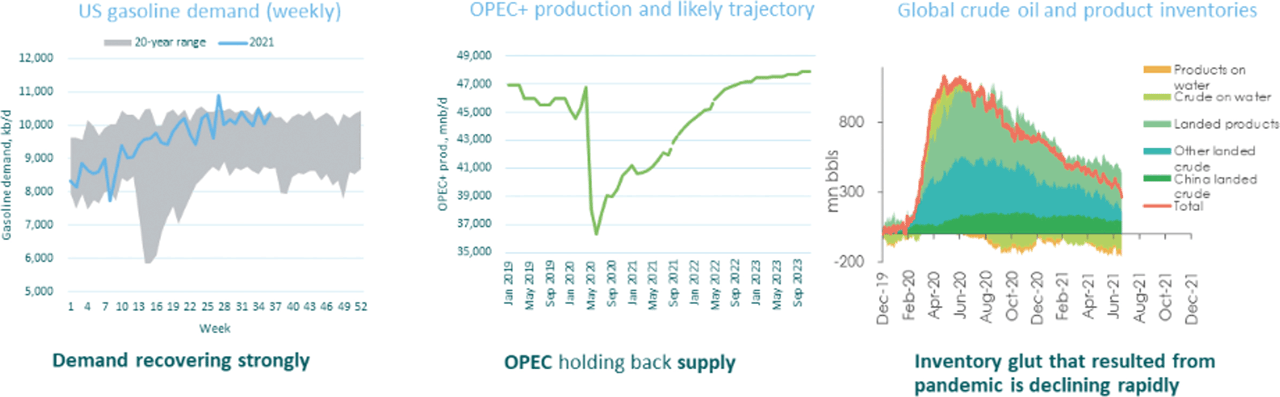 US gasoline demand (weekly)
20-year range
2021
Gasoline demand, kb/d
12,000
11,000
10,000
9,000
8,000
7,000
6,000
5,000
1 4 7 10 13 16 19 22 25 28 31 34 37 40 43 46 49 52
Week
Demand recovering strongly
OPEC+ production and likely trajectory
OPEC+ prod., mnb/d
49,000
47,000
45,000
43,000
41,000
39,000
37,000
35,000
Jan 2019
May 2019
Sep 2019
Jan 2020
May 2020
Sep 2020
Jan 2021
May 2021
Sep 2021
Jan 2022
May 2022
Sep 2022
Jan 2023
May 2023
Sep 2023
OPEC holding back supply
Global crude oil and product inventories
mn bbls
800
300
-200
Dec-19
Feb-20
Apr-20
Jun-20
Aug-20
Oct-20
Dec-20
Feb-21
Apr-21
Jun-21
Aug-21
Oct-21
Dec-21
Products on
water
Crude on water
Landed products
Other landed
crude
China landed
crude
Total
Inventory glut that resulted from
pandemic is declining rapidly